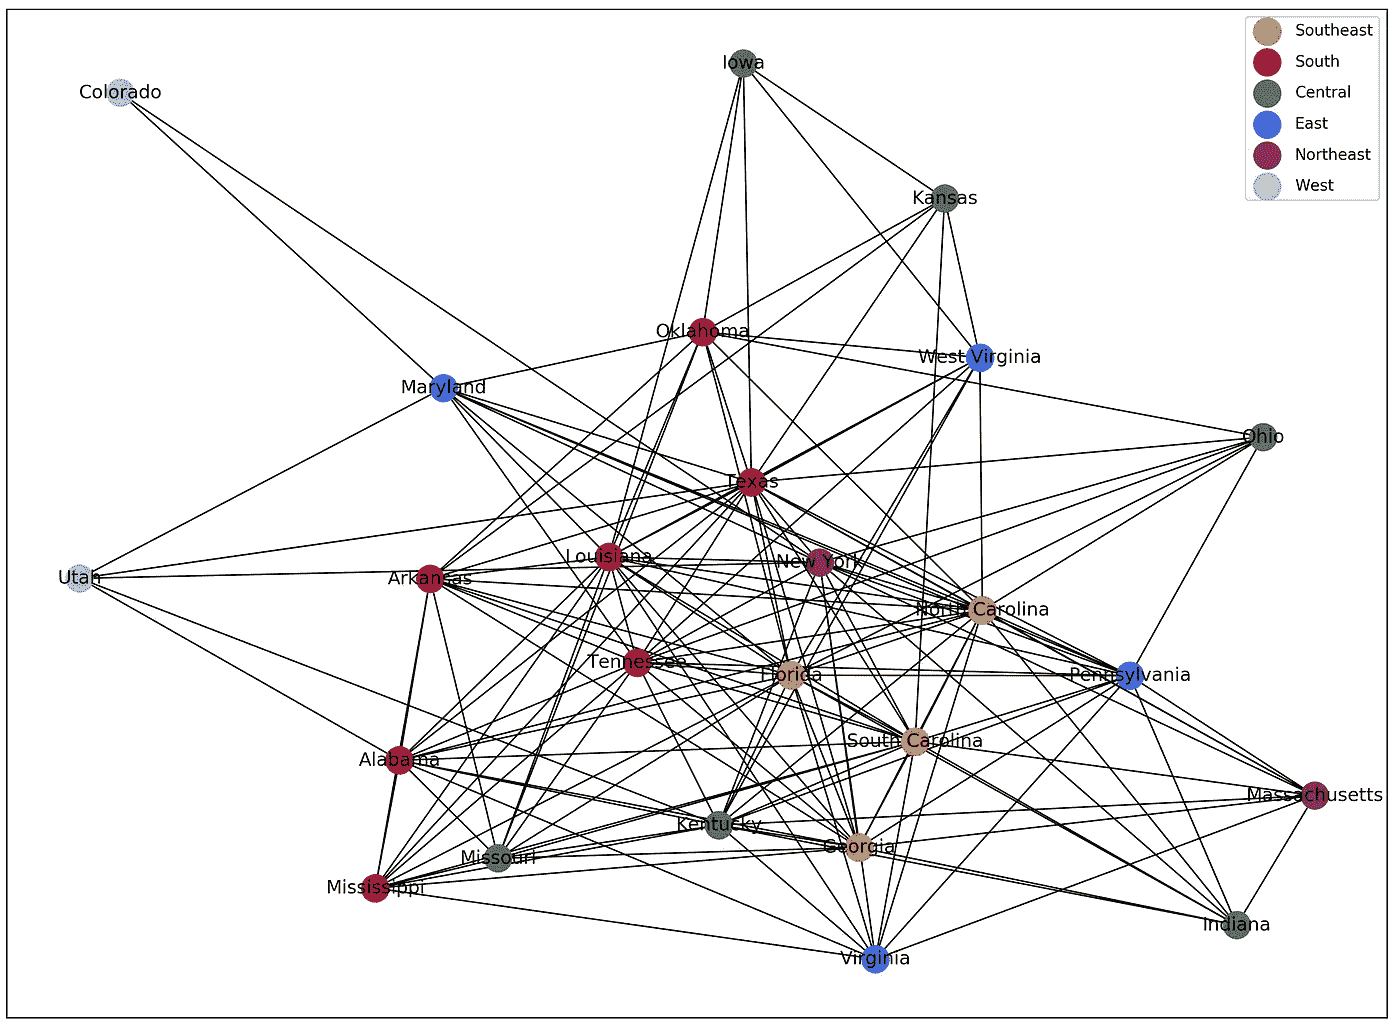 Southeast
South
Central
East
Northeast
West
Iowa
Colorado
Kansas
Oklahoma
West Virginia
Maryland
Ohio
Texas
Louisiana
New York
Utah
Arkansas
North Carolina
Tennessee
Florida
Pennsylvania
South Carolina
Alabama
Massachusetts
Kentucky
Georgia
Missouri
Mississippi
Indiana
Virginia